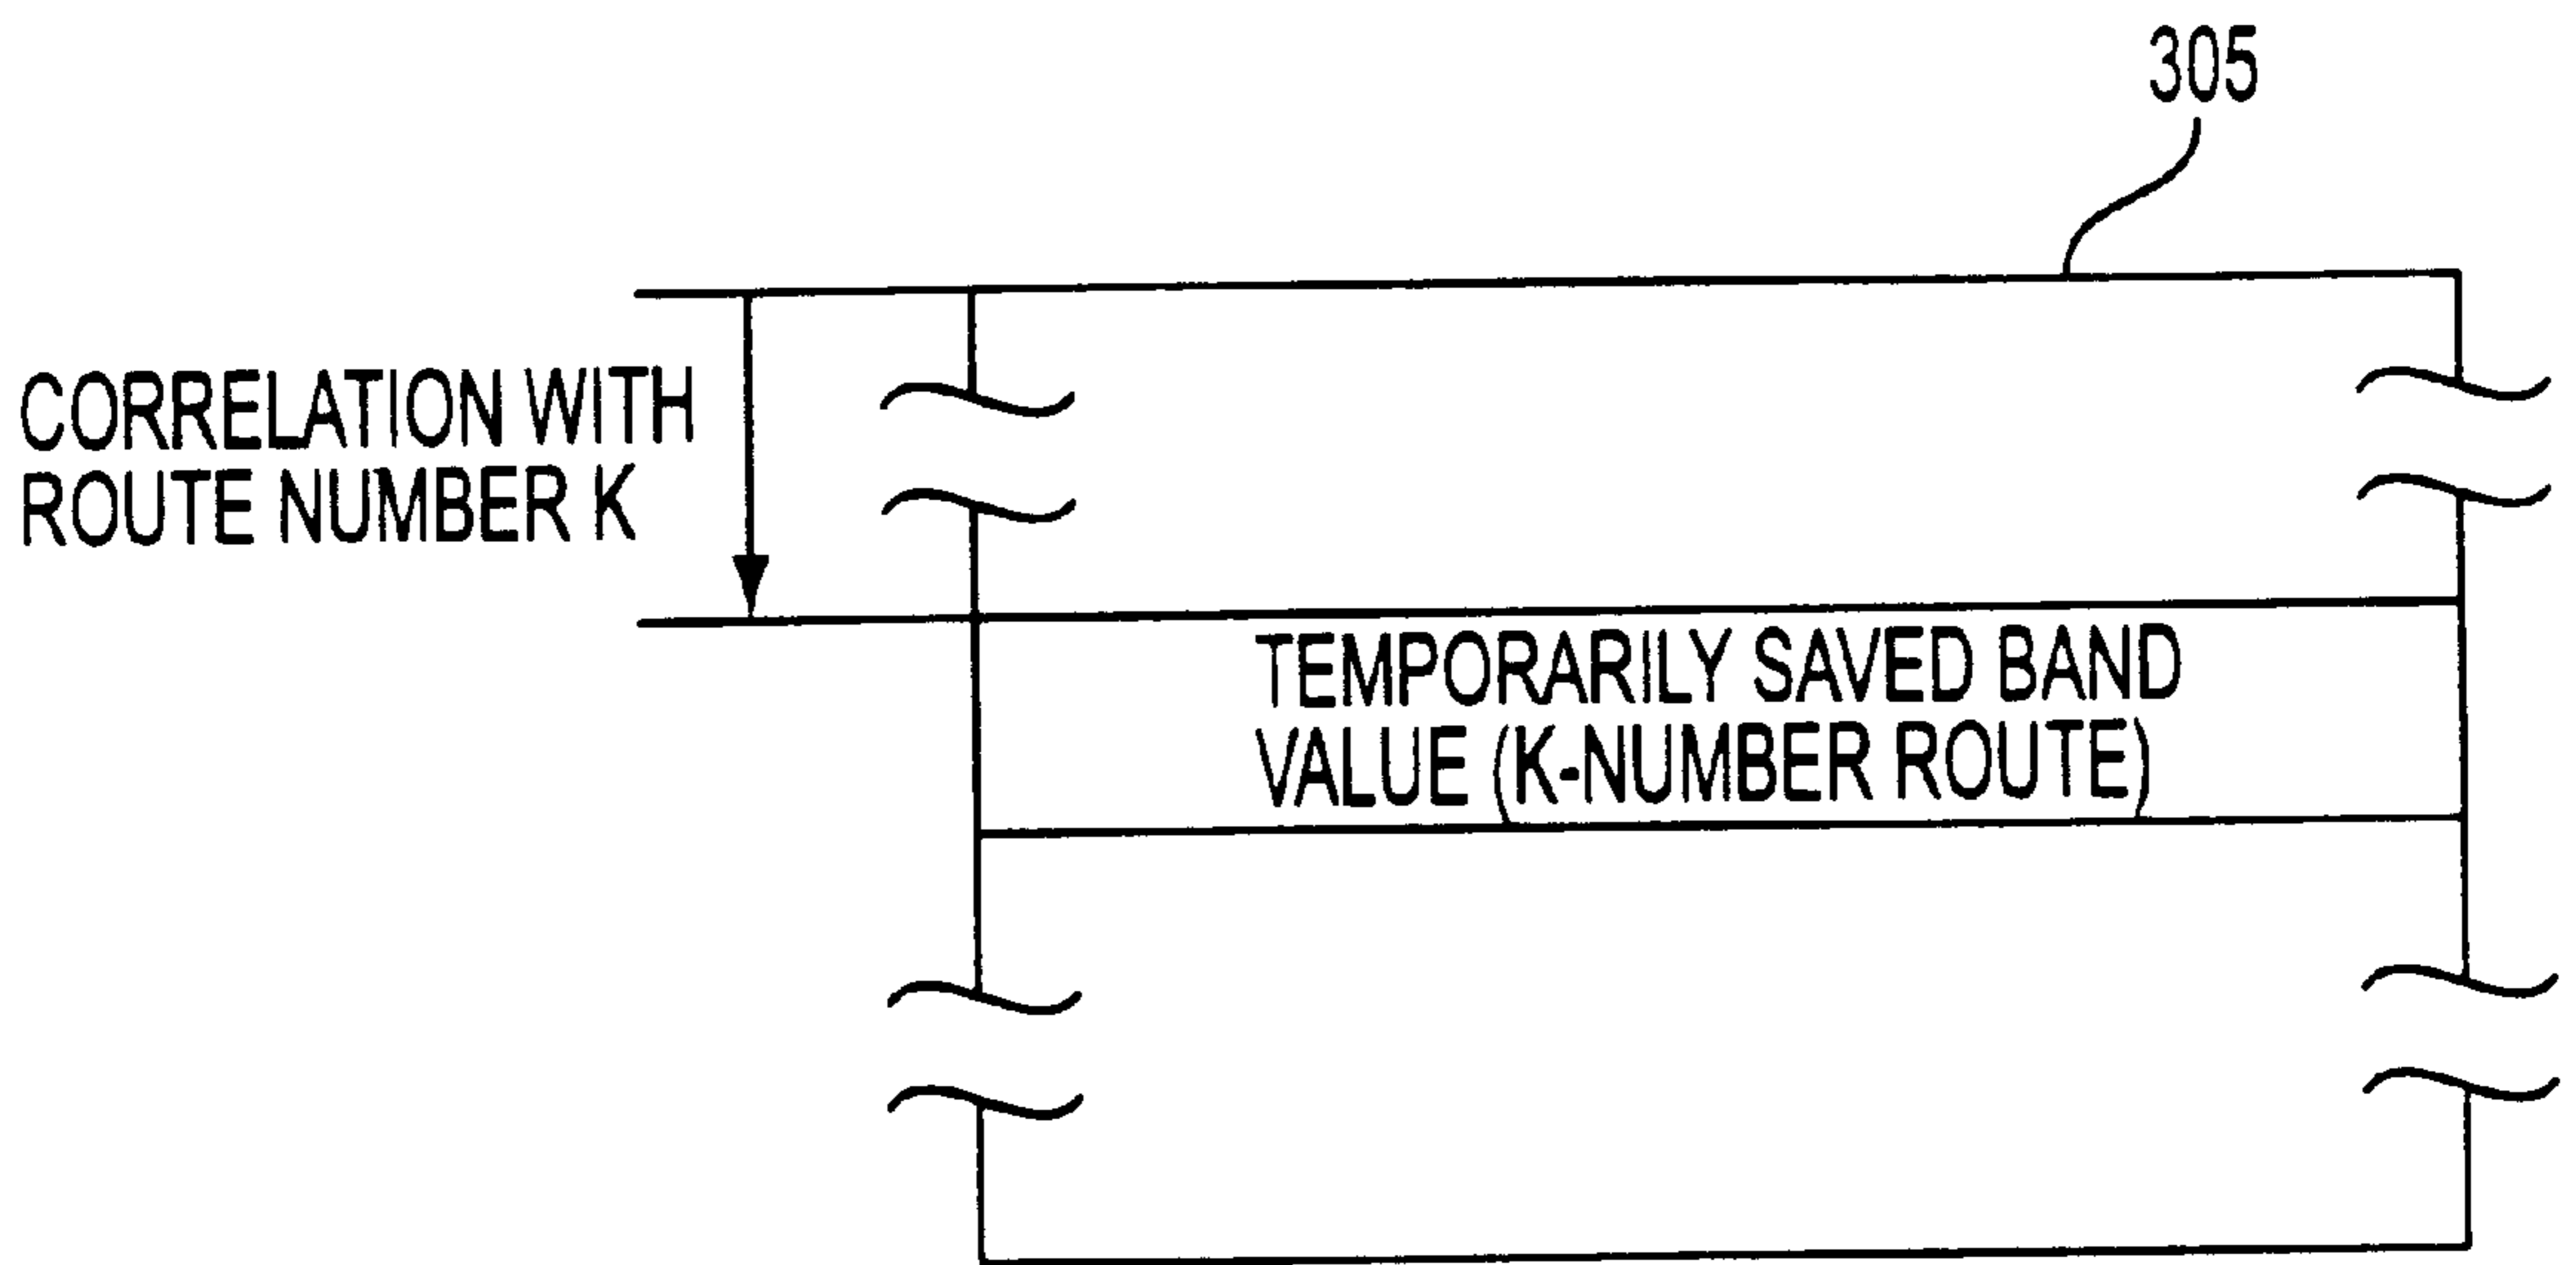 305
CORRELATION WITH
ROUTE NUMBER K
TEMPORARILY SAVED BAND
VALUE (K-NUMBER ROUTE)